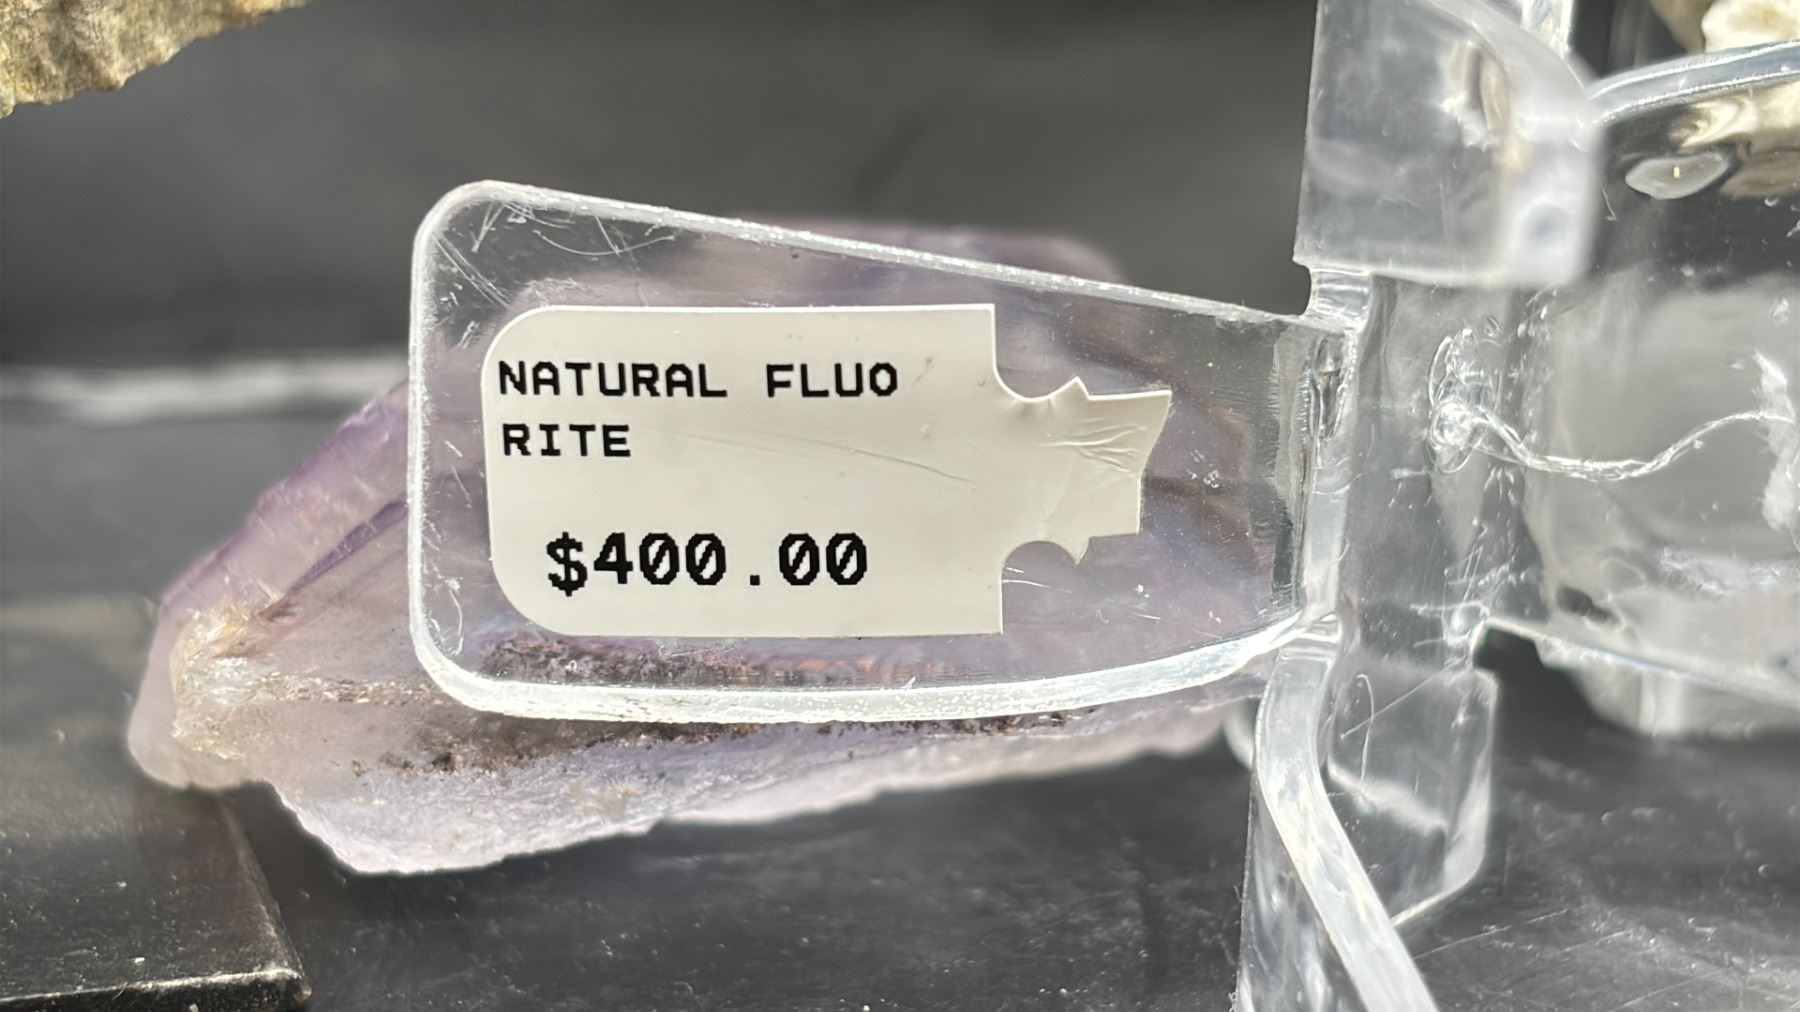 NATURAL FLUO
RITE
$400.00